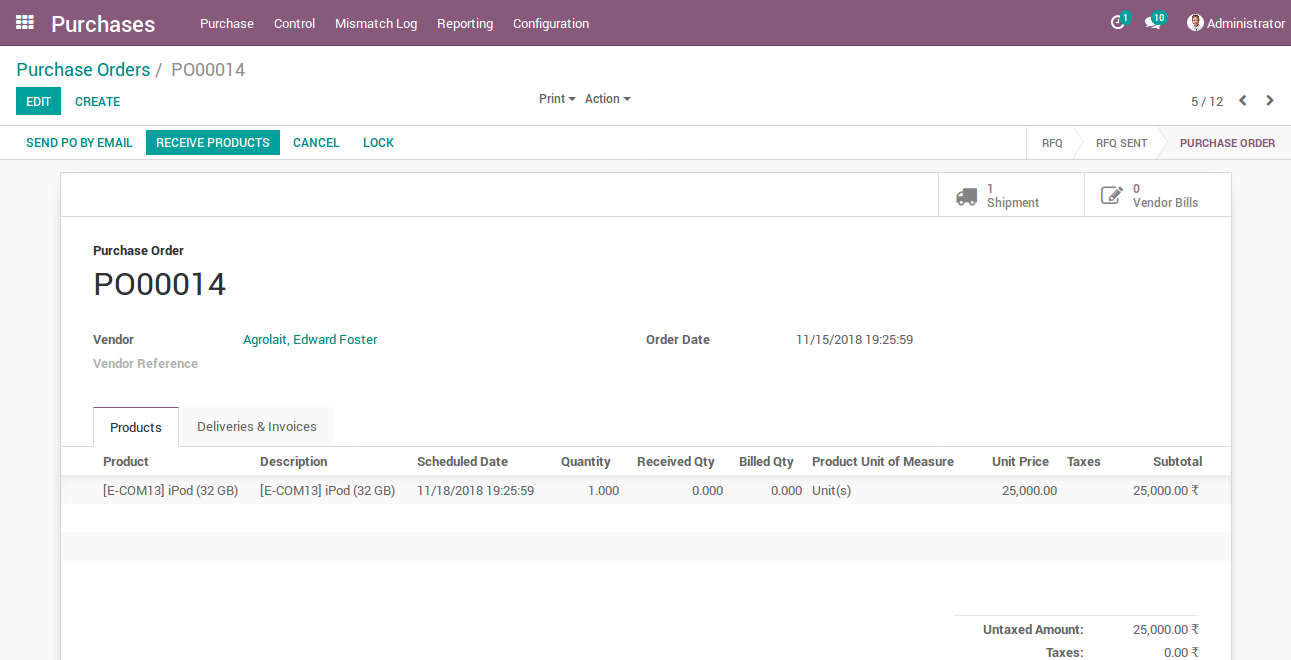 Purchases Purchase Control Mismatch Log Reporting Configuration 1 10 Administrator
Purchase Orders / PO00014
EDIT CREATE Print Action 5 / 12
SEND PO BY EMAIL RECEIVE PRODUCTS CANCEL LOCK RFQ RFQ SENT PURCHASE ORDER
1 Shipment
0 Vendor Bills
Purchase Order
PO00014
Vendor Agrolait, Edward Foster Order Date 11/15/2018 19:25:59
Vendor Reference
Products Deliveries & Invoices
Product Description Scheduled Date Quantity Received Qty Billed Qty Product Unit of Measure Unit Price Taxes Subtotal
[E-COM13] iPod (32 GB) [E-COM13] iPod (32 GB) 11/18/2018 19:25:59 1.000 0.000 0.000 Unit(s) 25,000.00 25,000.00 ₹
Untaxed Amount: 25,000.00 ₹
Taxes: 0.00 ₹